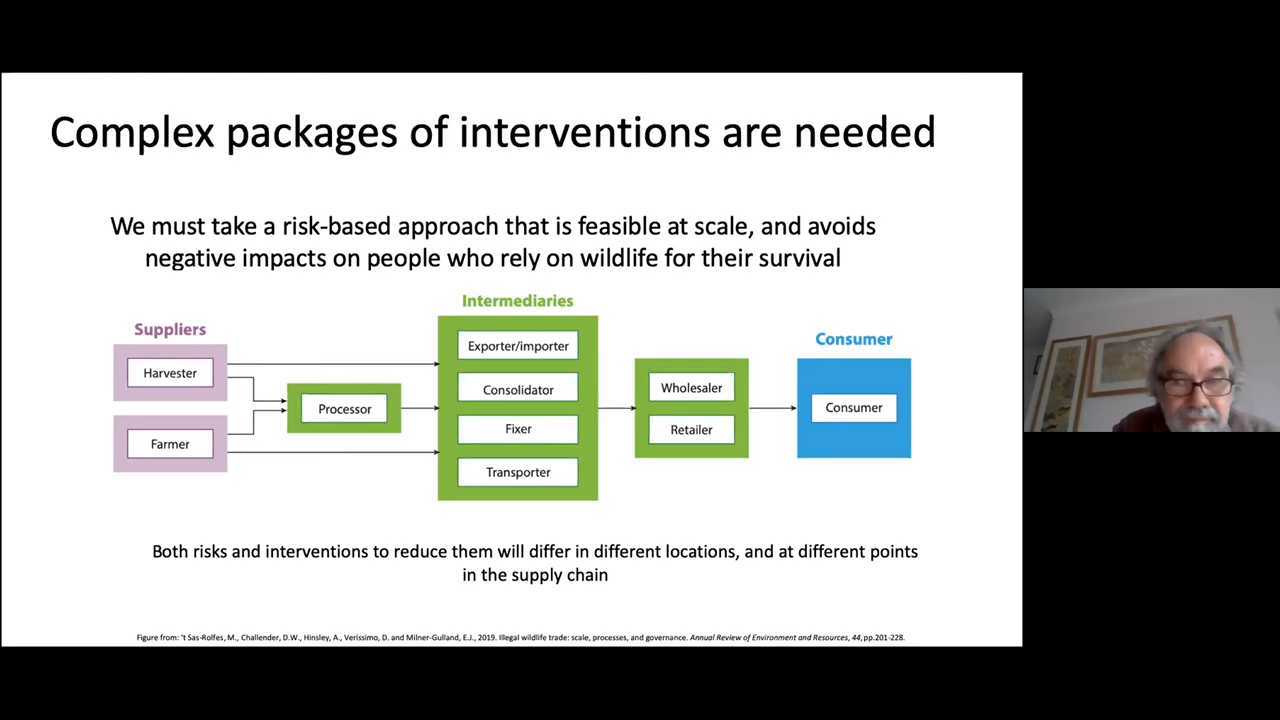 Complex packages of interventions are needed
We must take a risk-based approach that is feasible at scale, and avoids
negative impacts on people who rely on wildlife for their survival
Suppliers
Harvester
Farmer
Processor
Intermediaries
Exporter/importer
Consolidator
Fixer
Transporter
Wholesaler
Retailer
Consumer
Consumer
Both risks and interventions to reduce them will differ in different locations, and at different points
in the supply chain
Figure from: 't Sas-Rolfes, M., Challender, D.W., Hinsley, A., Veríssimo, D. and Milner-Gulland, E.J., 2019. Illegal wildlife trade: scale, processes, and governance. Annual Review of Environment and Resources, 44, pp.201-228.